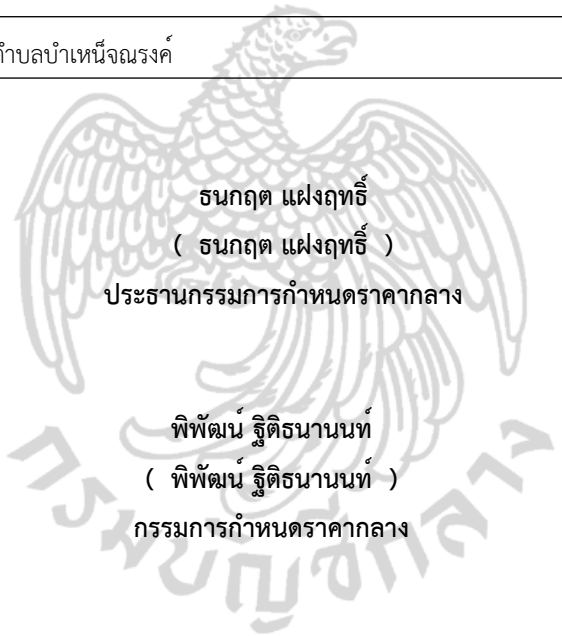 ตำบลบำเหน็จณรงค์
ธนกฤต แฝงฤทธิ์
( ธนกฤต แฝงฤทธิ์ )
ประธานกรรมการกำหนดราคากลาง
พิพัฒน์ ฐิติธนานนท์
( พิพัฒน์ ฐิติธนานนท์ )
กรรมการกำหนดราคากลาง
กรมบัญชีกลาง